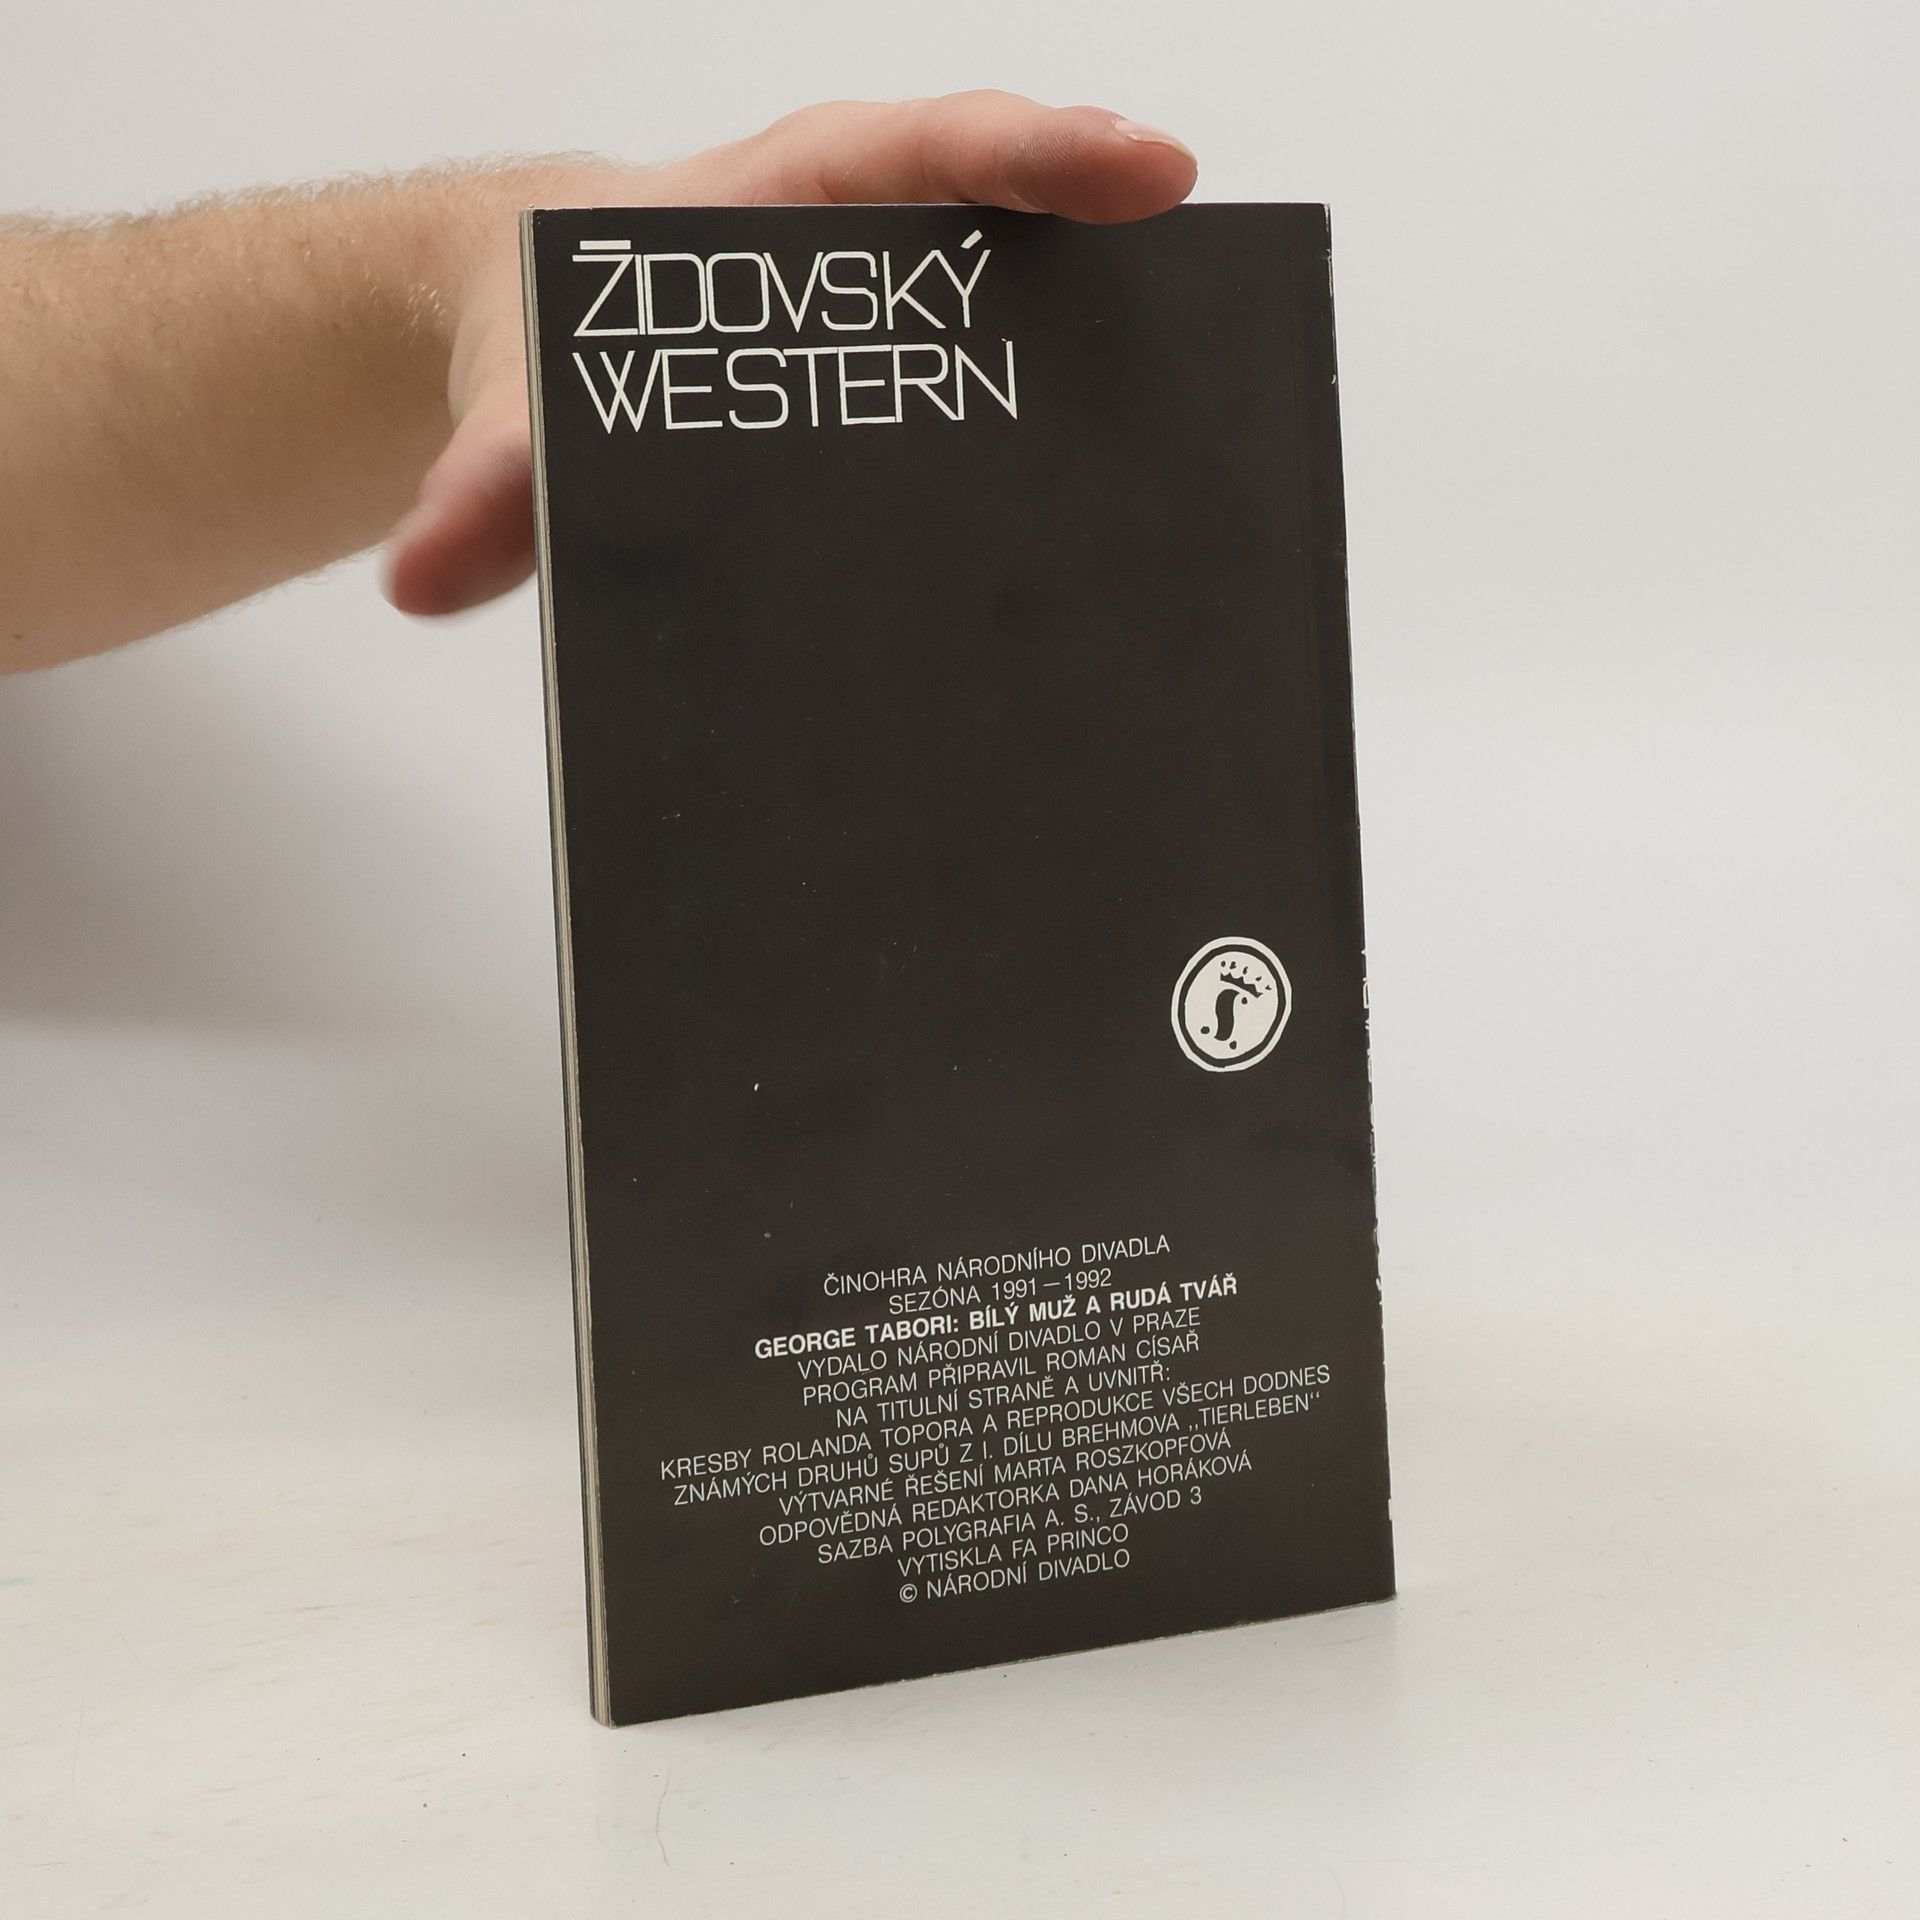 ŽIDOVSKÝ
WESTERN
ČINOHRA NÁRODNÍHO DIVADLA
SEZÓNA 1991 – 1992
GEORGE TABORI: BÍLÝ MUŽ A RUDÁ TVÁŘ
VYDALO NÁRODNÍ DIVADLO V PRAZE
PROGRAM PŘIPRAVIL ROMAN CÍSAŘ
NA TITULNÍ STRANĚ A UVNITŘ:
KRESBY ROLANDA TOPORA A REPRODUKCE VŠECH DODNES
ZNÁMÝCH DRUHŮ SUPŮ Z I. DÍLU BREHMOVA „TIERLEBEN“
VÝTVARNÉ ŘEŠENÍ MARTA ROSZKOPFOVÁ
ODPOVĚDNÁ REDAKTORKA DANA HORÁKOVÁ
SAZBA POLYGRAFIA A. S., ZÁVOD 3
VYTISKLA FA PRINCO
© NÁRODNÍ DIVADLO